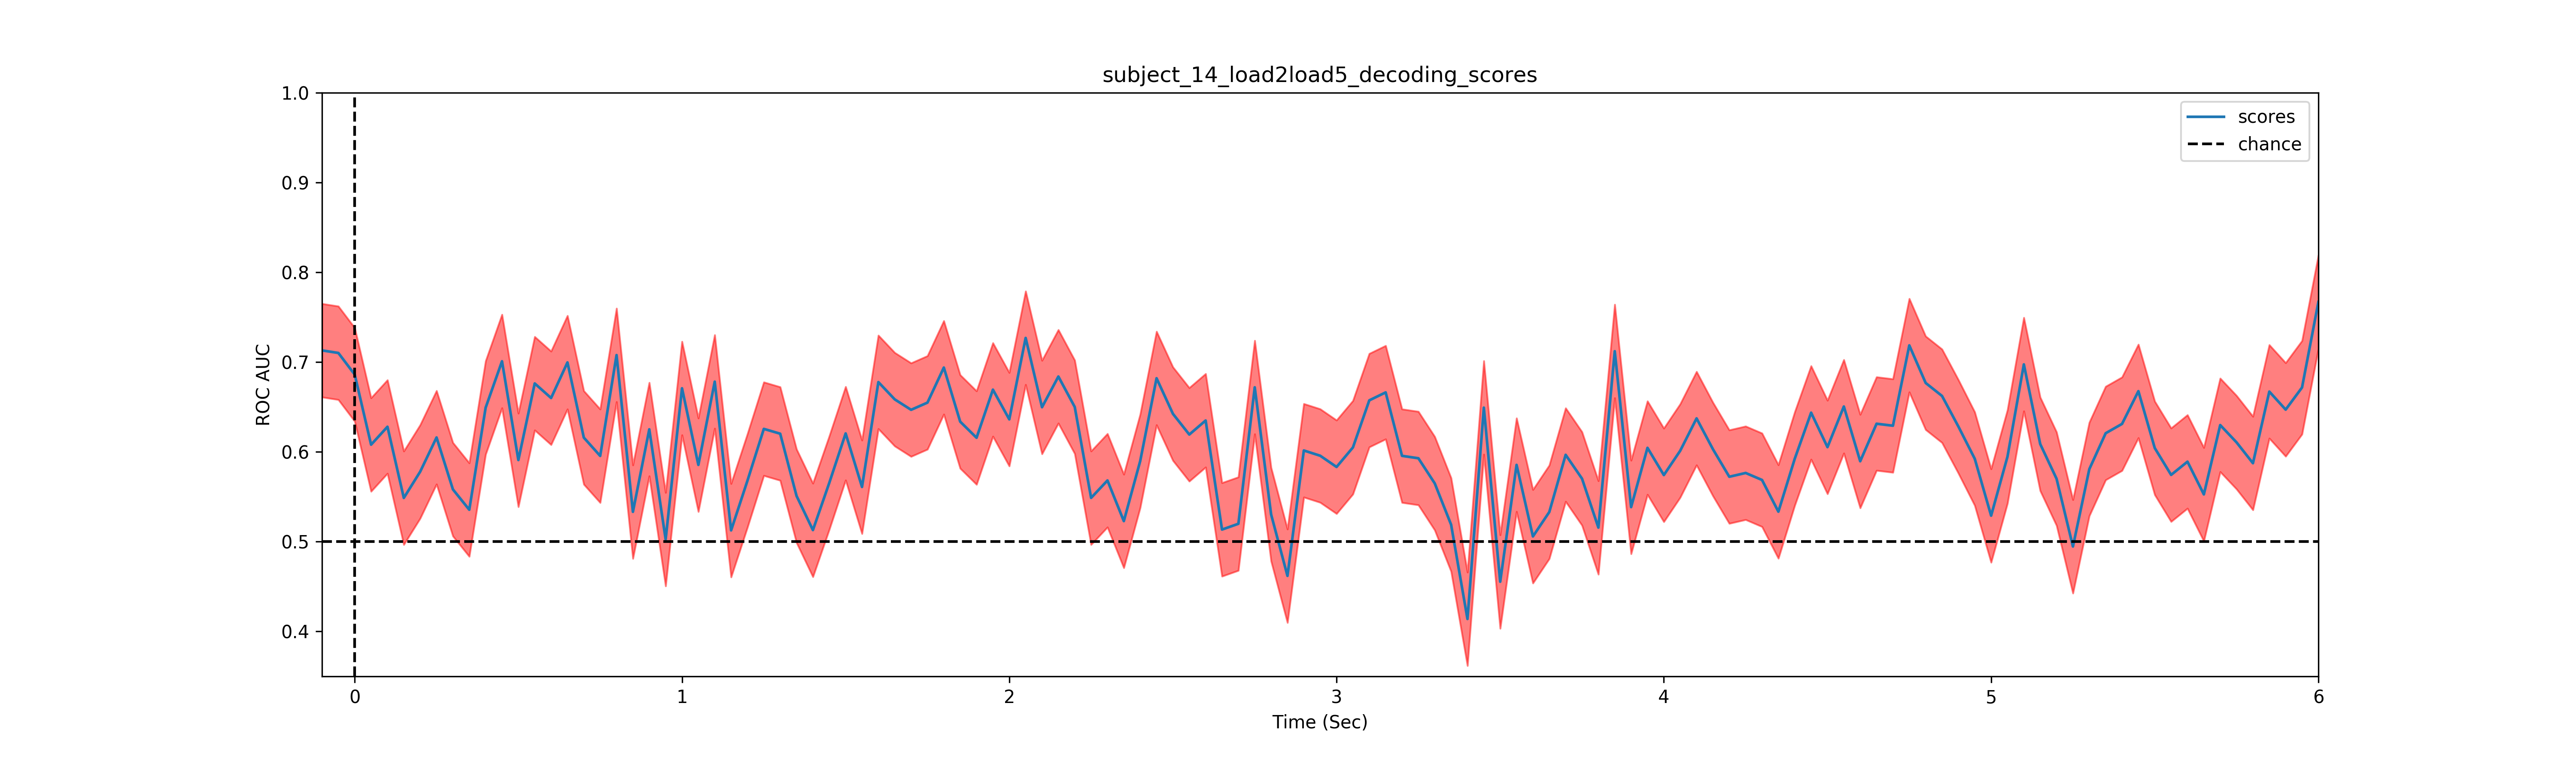 subject_14_load2load5_decoding_scores
1.0
0.9
0.8
0.7
0.6
0.5
0.4
ROC AUC
scores
chance
0 1 2 3 4 5 6
Time (Sec)